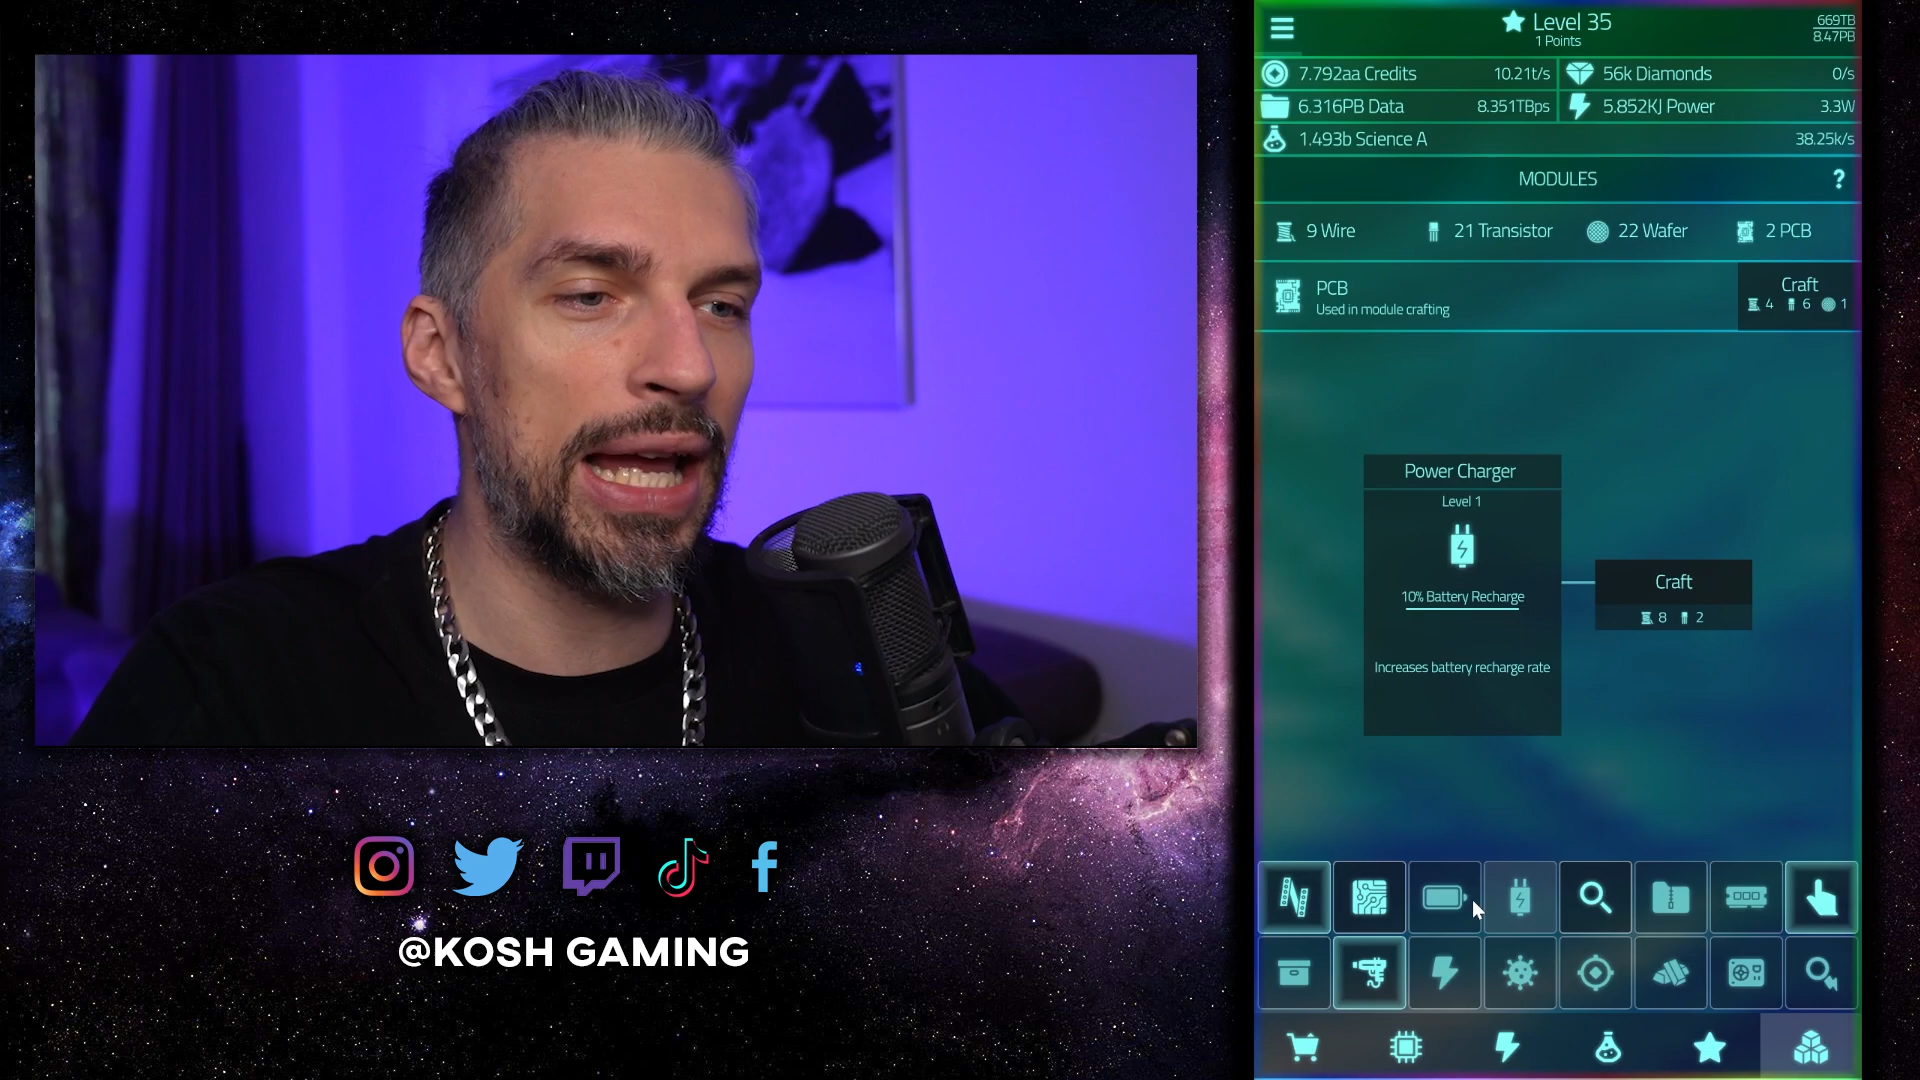 Level 35
1 Points
669TB
8.47PB
7.792aa Credits
10.21t/s
56k Diamonds
0/s
6.316PB Data
8.351TBps
5.852KJ Power
3.3W
1.493b Science A
38.25k/s
MODULES
?
9 Wire
21 Transistor
22 Wafer
2 PCB
PCB
Used in module crafting
Craft
4 6 1
Power Charger
Level 1
10% Battery Recharge
Increases battery recharge rate
Craft
8 2
@KOSH GAMING